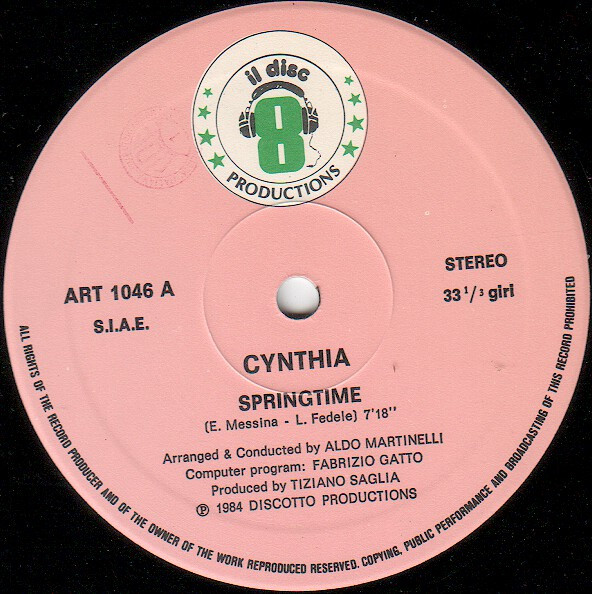 il disc
8
PRODUCTIONS
ART 1046 A
S.I.A.E.
STEREO
33 1/3 giri
CYNTHIA
SPRINGTIME
(E. Messina - L. Fedele) 7'18''
Arranged & Conducted by ALDO MARTINELLI
Computer program: FABRIZIO GATTO
Produced by TIZIANO SAGLIA
℗ 1984 DISCOTTO PRODUCTIONS
ALL RIGHTS OF THE RECORD PRODUCER AND OF THE OWNER OF THE WORK REPRODUCED RESERVED. COPYING, PUBLIC PERFORMANCE AND BROADCASTING OF THIS RECORD PROHIBITED